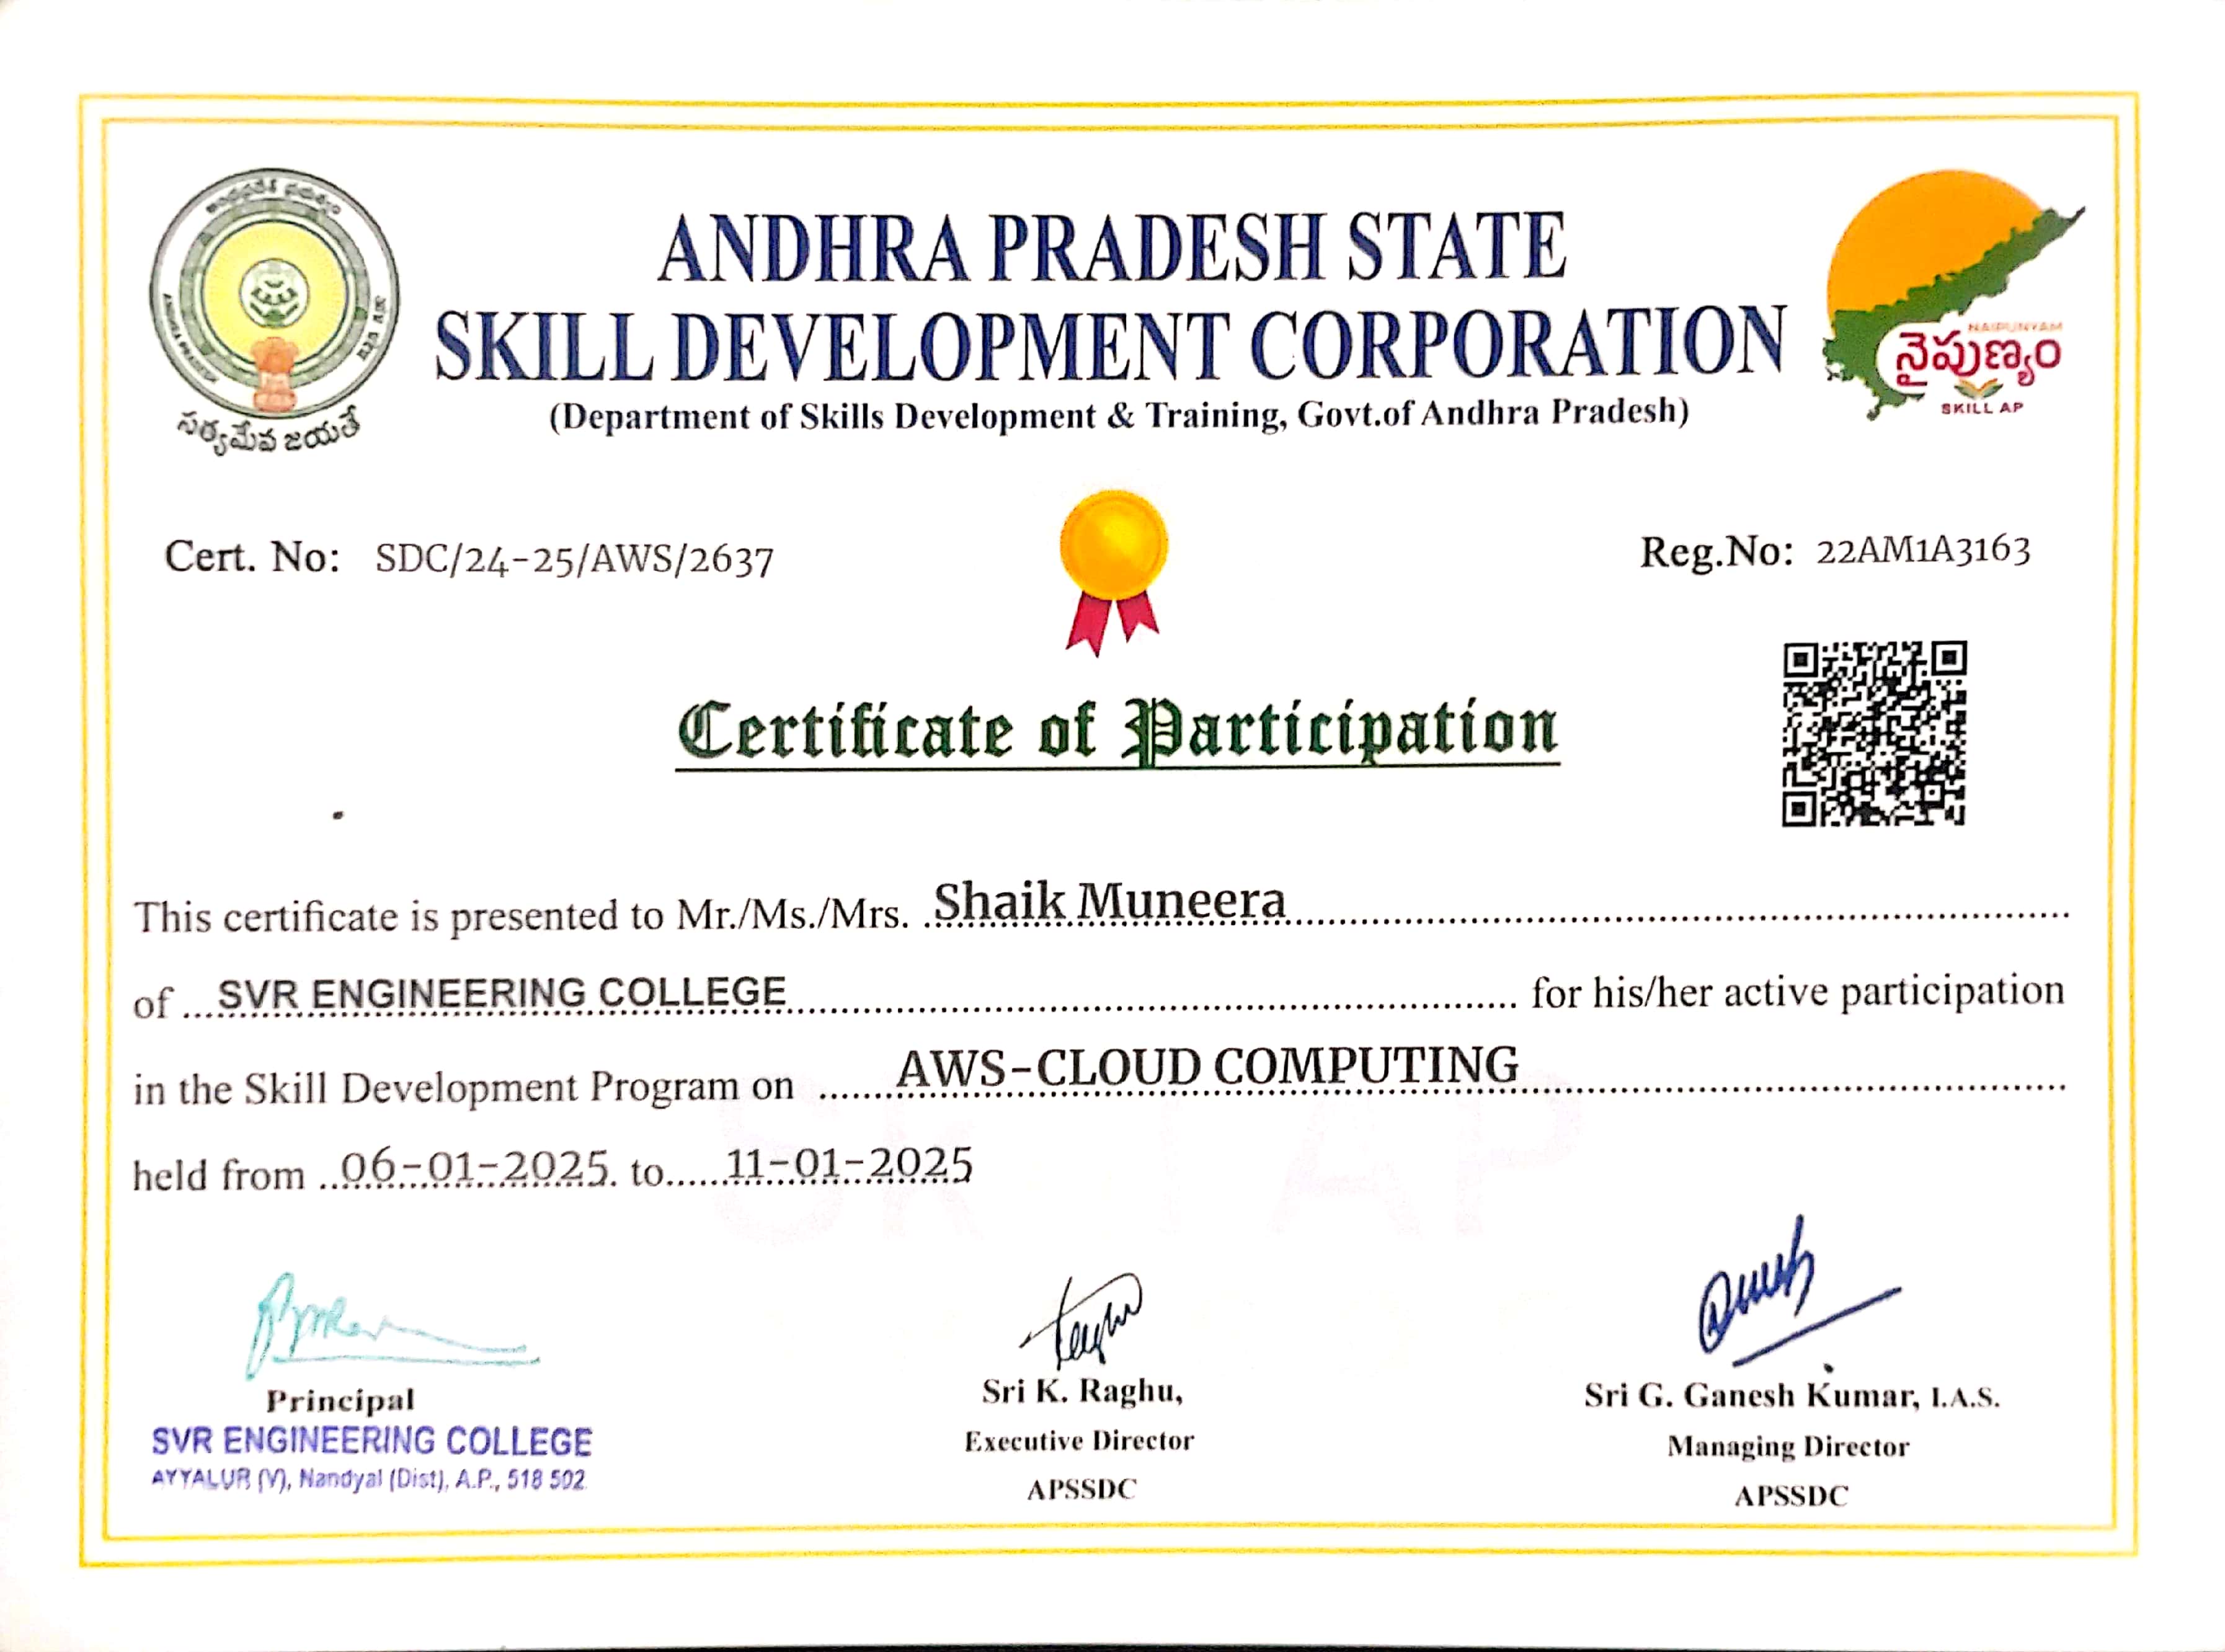 ANDHRA PRADESH STATE
SKILL DEVELOPMENT CORPORATION
(Department of Skills Development & Training, Govt.of Andhra Pradesh)
సత్యమేవ జయతే
NAIPUNYAM
నైపుణ్యం
SKILL AP
Cert. No: SDC/24-25/AWS/2637
Reg.No: 22AM1A3163
Certificate of Participation
This certificate is presented to Mr./Ms./Mrs. Shaik Muneera
of SVR ENGINEERING COLLEGE for his/her active participation
in the Skill Development Program on AWS-CLOUD COMPUTING
held from 06-01-2025. to 11-01-2025
Principal
SVR ENGINEERING COLLEGE
AYYALUR (V), Nandyal (Dist), A.P., 518 502
Sri K. Raghu,
Executive Director
APSSDC
Sri G. Ganesh Kumar, I.A.S.
Managing Director
APSSDC